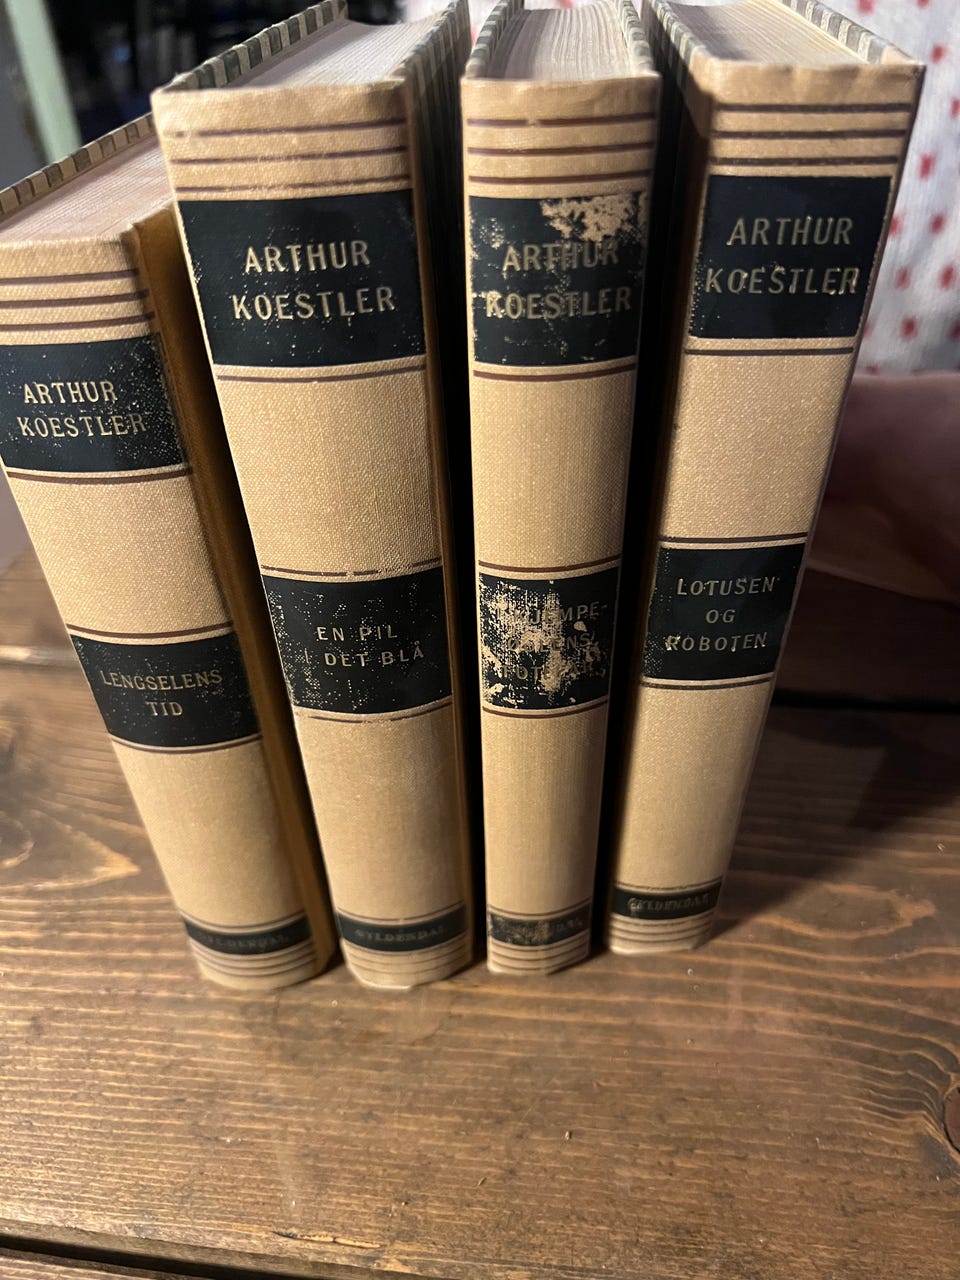 ARTHUR
KOESTLER
LENGSELENS
TID
GYLDENDAL
ARTHUR
KOESTLER
EN PIL
I DET BLÅ
GYLDENDAL
ARTHUR
KOESTLER
ARTHUR
KOESTLER
LOTUSEN
OG
ROBOTEN
GYLDENDAL